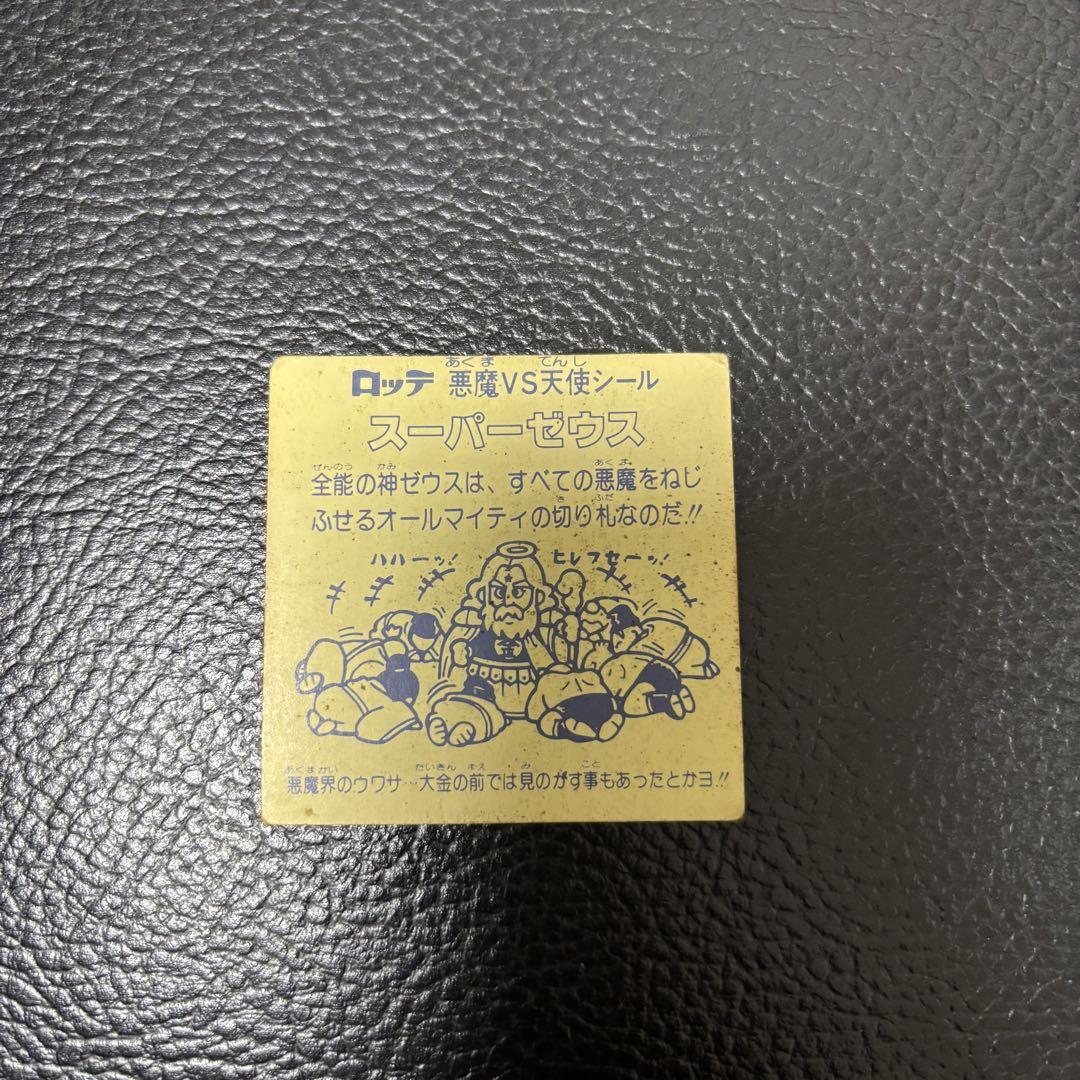 あくま てんし
ロッテ 悪魔VS天使シール
スーパーゼウス
ぜんのう かみ あくま
全能の神ゼウスは、すべての悪魔をねじ
き ふだ
ふせるオールマイティの切り札なのだ!!
ハハーッ! ヒレフセーッ!
金
あくまかい だいきん まえ み こと
悪魔界のウワサ…大金の前では見のがす事もあったとかヨ!!